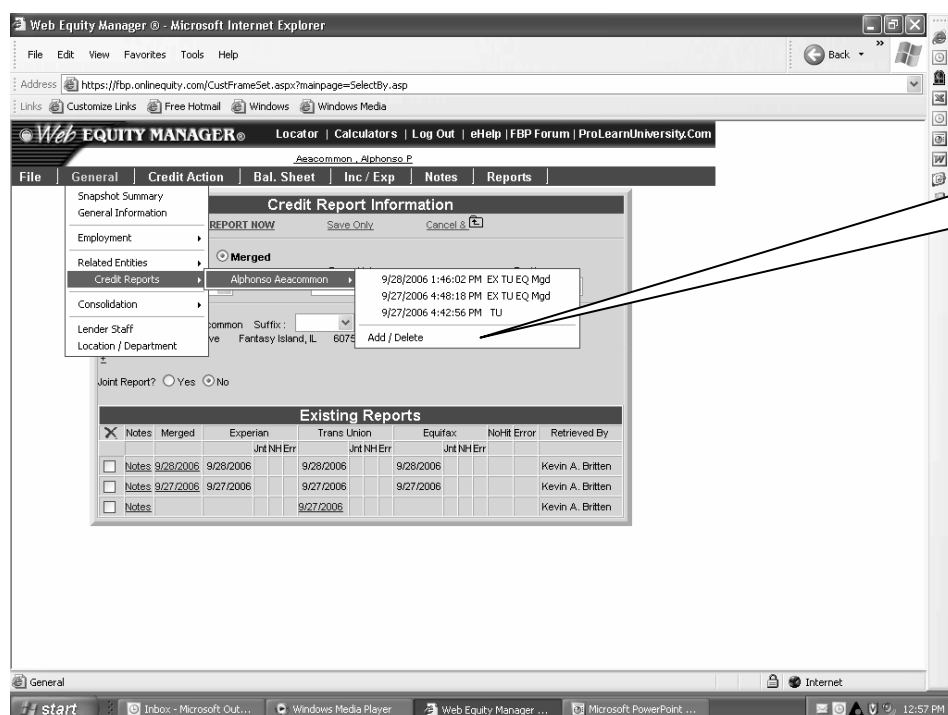 Web Equity Manager ® - Microsoft Internet Explorer
File Edit View Favorites Tools Help
Back »
Address https://fbp.onlinequity.com/CustFrameSet.aspx?mainpage=SelectBy.asp
Links Customize Links Free Hotmail Windows Windows Media
Web EQUITY MANAGER® Locator | Calculators | Log Out | eHelp | FBP Forum | ProLearnUniversity.Com
Aeacommon , Alphonso P
File | General | Credit Action | Bal. Sheet | Inc / Exp | Notes | Reports |
Snapshot Summary
General Information
Employment
Related Entities
Credit Reports
Consolidation
Lender Staff
Location / Department
Credit Report Information
REPORT NOW Save Only Cancel &
Merged
Alphonso Aeacommon
9/28/2006 1:46:02 PM EX TU EQ Mgd
9/27/2006 4:48:18 PM EX TU EQ Mgd
9/27/2006 4:42:56 PM TU
Add / Delete
ommon Suffix :
ve Fantasy Island, IL 6075
±
Joint Report? Yes No
Existing Reports
X Notes Merged Experian Trans Union Equifax NoHit Error Retrieved By
Jnt NH Err Jnt NH Err Jnt NH Err
Notes 9/28/2006 9/28/2006 9/28/2006 9/28/2006 Kevin A. Britten
Notes 9/27/2006 9/27/2006 9/27/2006 9/27/2006 Kevin A. Britten
Notes 9/27/2006 Kevin A. Britten
General Internet
start Inbox - Microsoft Out... Windows Media Player Web Equity Manager ... Microsoft PowerPoint ... 12:57 PM